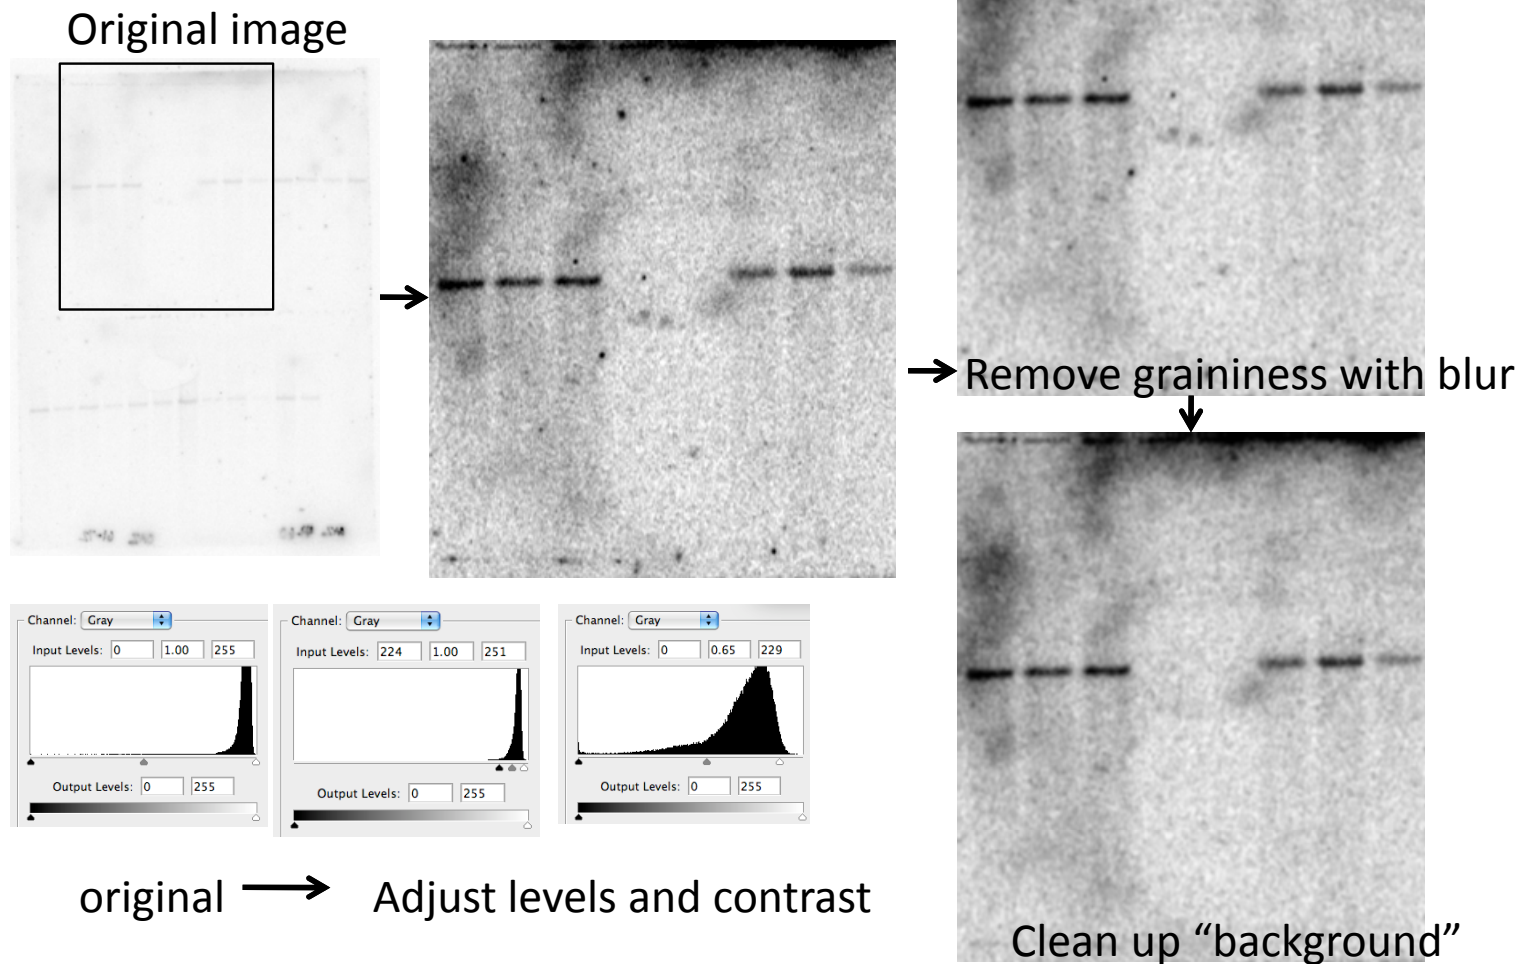 Original image
Remove graininess with blur
Channel: Gray
Input Levels: 0 1.00 255
Output Levels: 0 255
Channel: Gray
Input Levels: 224 1.00 251
Output Levels: 0 255
Channel: Gray
Input Levels: 0 0.65 229
Output Levels: 0 255
original
Adjust levels and contrast
Clean up “background”